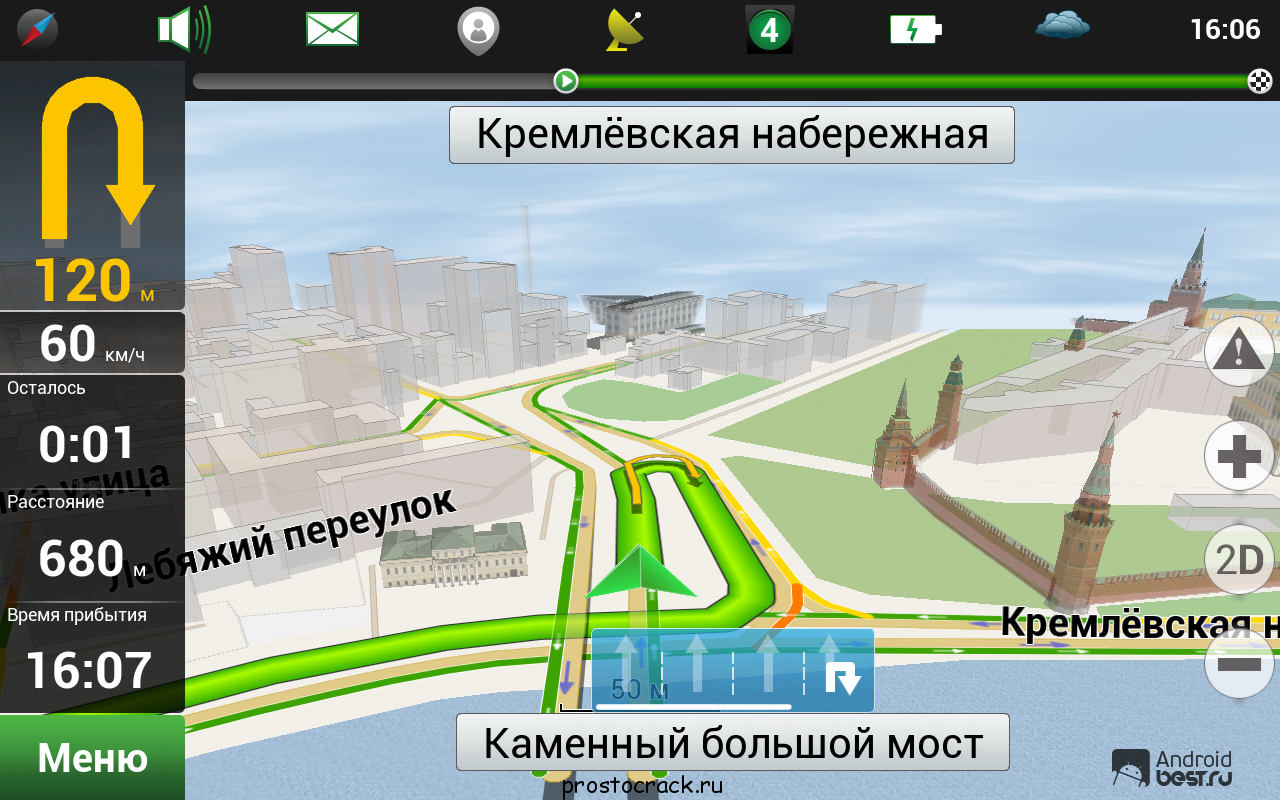 4
16:06
Кремлёвская набережная
120 м
60 км/ч
Осталось
0:01
улица
Расстояние
680 м
Лебяжий переулок
Время прибытия
16:07
Кремлёвская н
50 м
Меню
Каменный большой мост
2D
Android
best.ru
prostocrack.ru